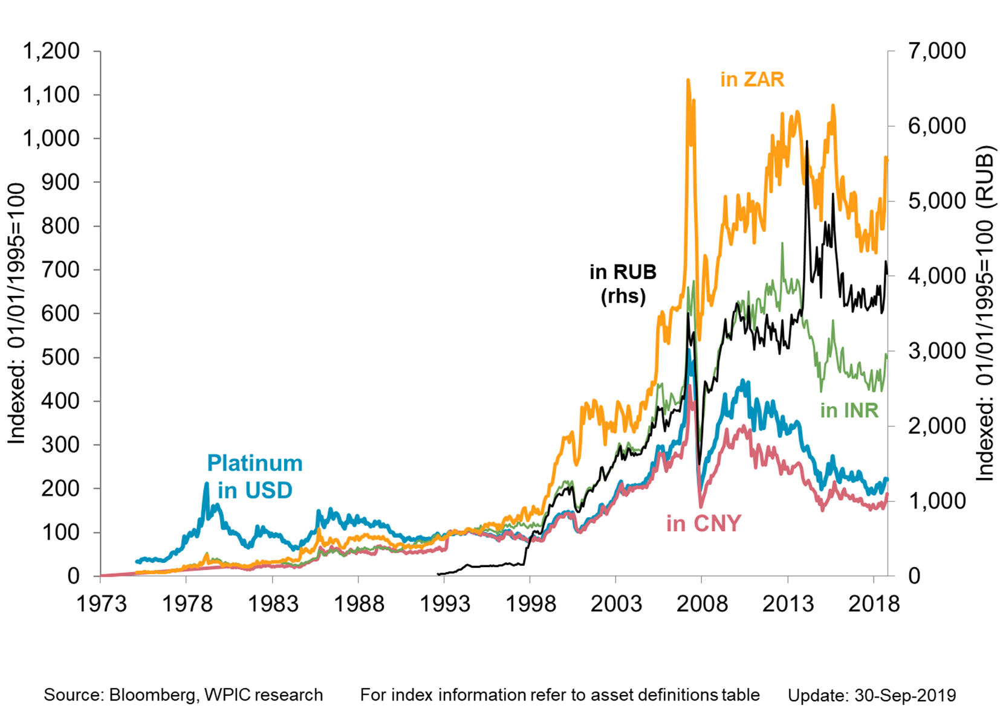 1,200
1,100
1,000
900
800
700
600
500
400
300
200
100
0
Indexed: 01/01/1995=100
7,000
6,000
5,000
4,000
3,000
2,000
1,000
0
Indexed: 01/01/1995=100 (RUB)
in ZAR
in RUB
(rhs)
in INR
Platinum
in USD
in CNY
1973 1978 1983 1988 1993 1998 2003 2008 2013 2018
Source: Bloomberg, WPIC research For index information refer to asset definitions table Update: 30-Sep-2019